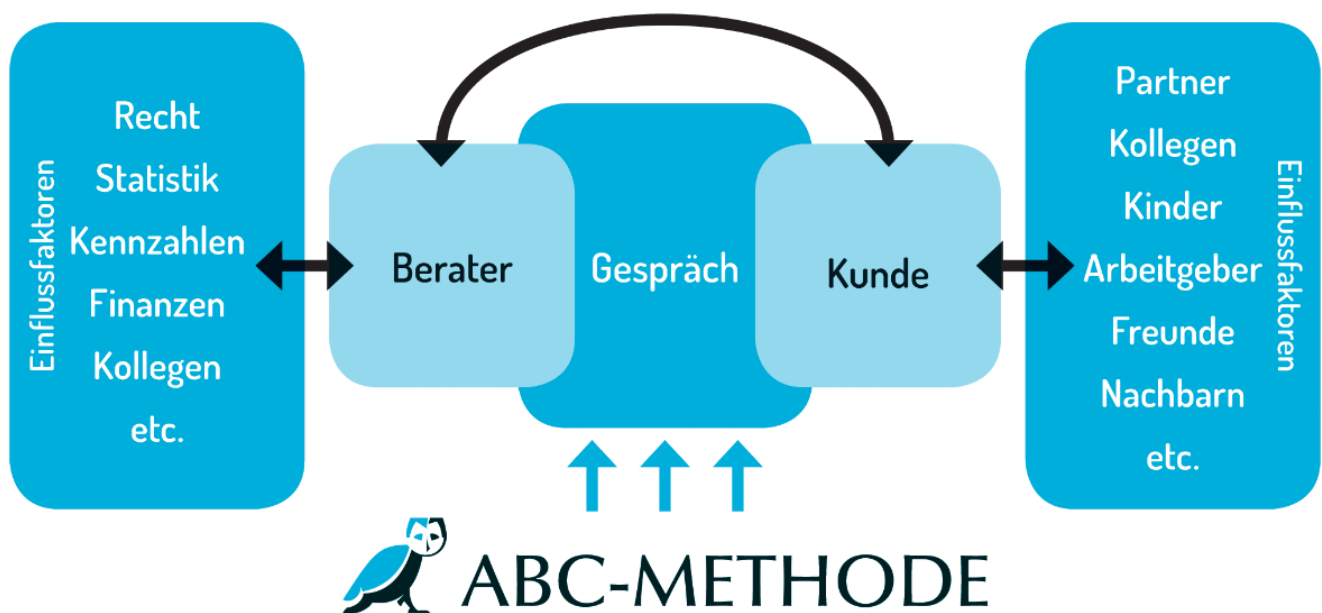 Einflussfaktoren
Recht
Statistik
Kennzahlen
Finanzen
Kollegen
etc.
Berater
Gespräch
Kunde
Partner
Kollegen
Kinder
Arbeitgeber
Freunde
Nachbarn
etc.
Einflussfaktoren
ABC-METHODE